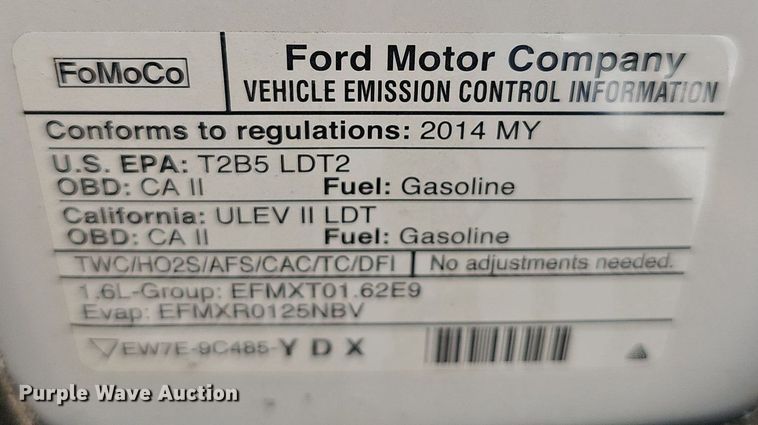 FoMoCo
Ford Motor Company
VEHICLE EMISSION CONTROL INFORMATION
Conforms to regulations: 2014 MY
U.S. EPA: T2B5 LDT2
OBD: CA II Fuel: Gasoline
California: ULEV II LDT
OBD: CA II Fuel: Gasoline
TWC/HO2S/AFS/CAC/TC/DFI No adjustments needed.
1.6L-Group: EFMXT01.62E9
Evap: EFMXR0125NBV
EW7E-9C485-Y D X
Purple Wave Auction